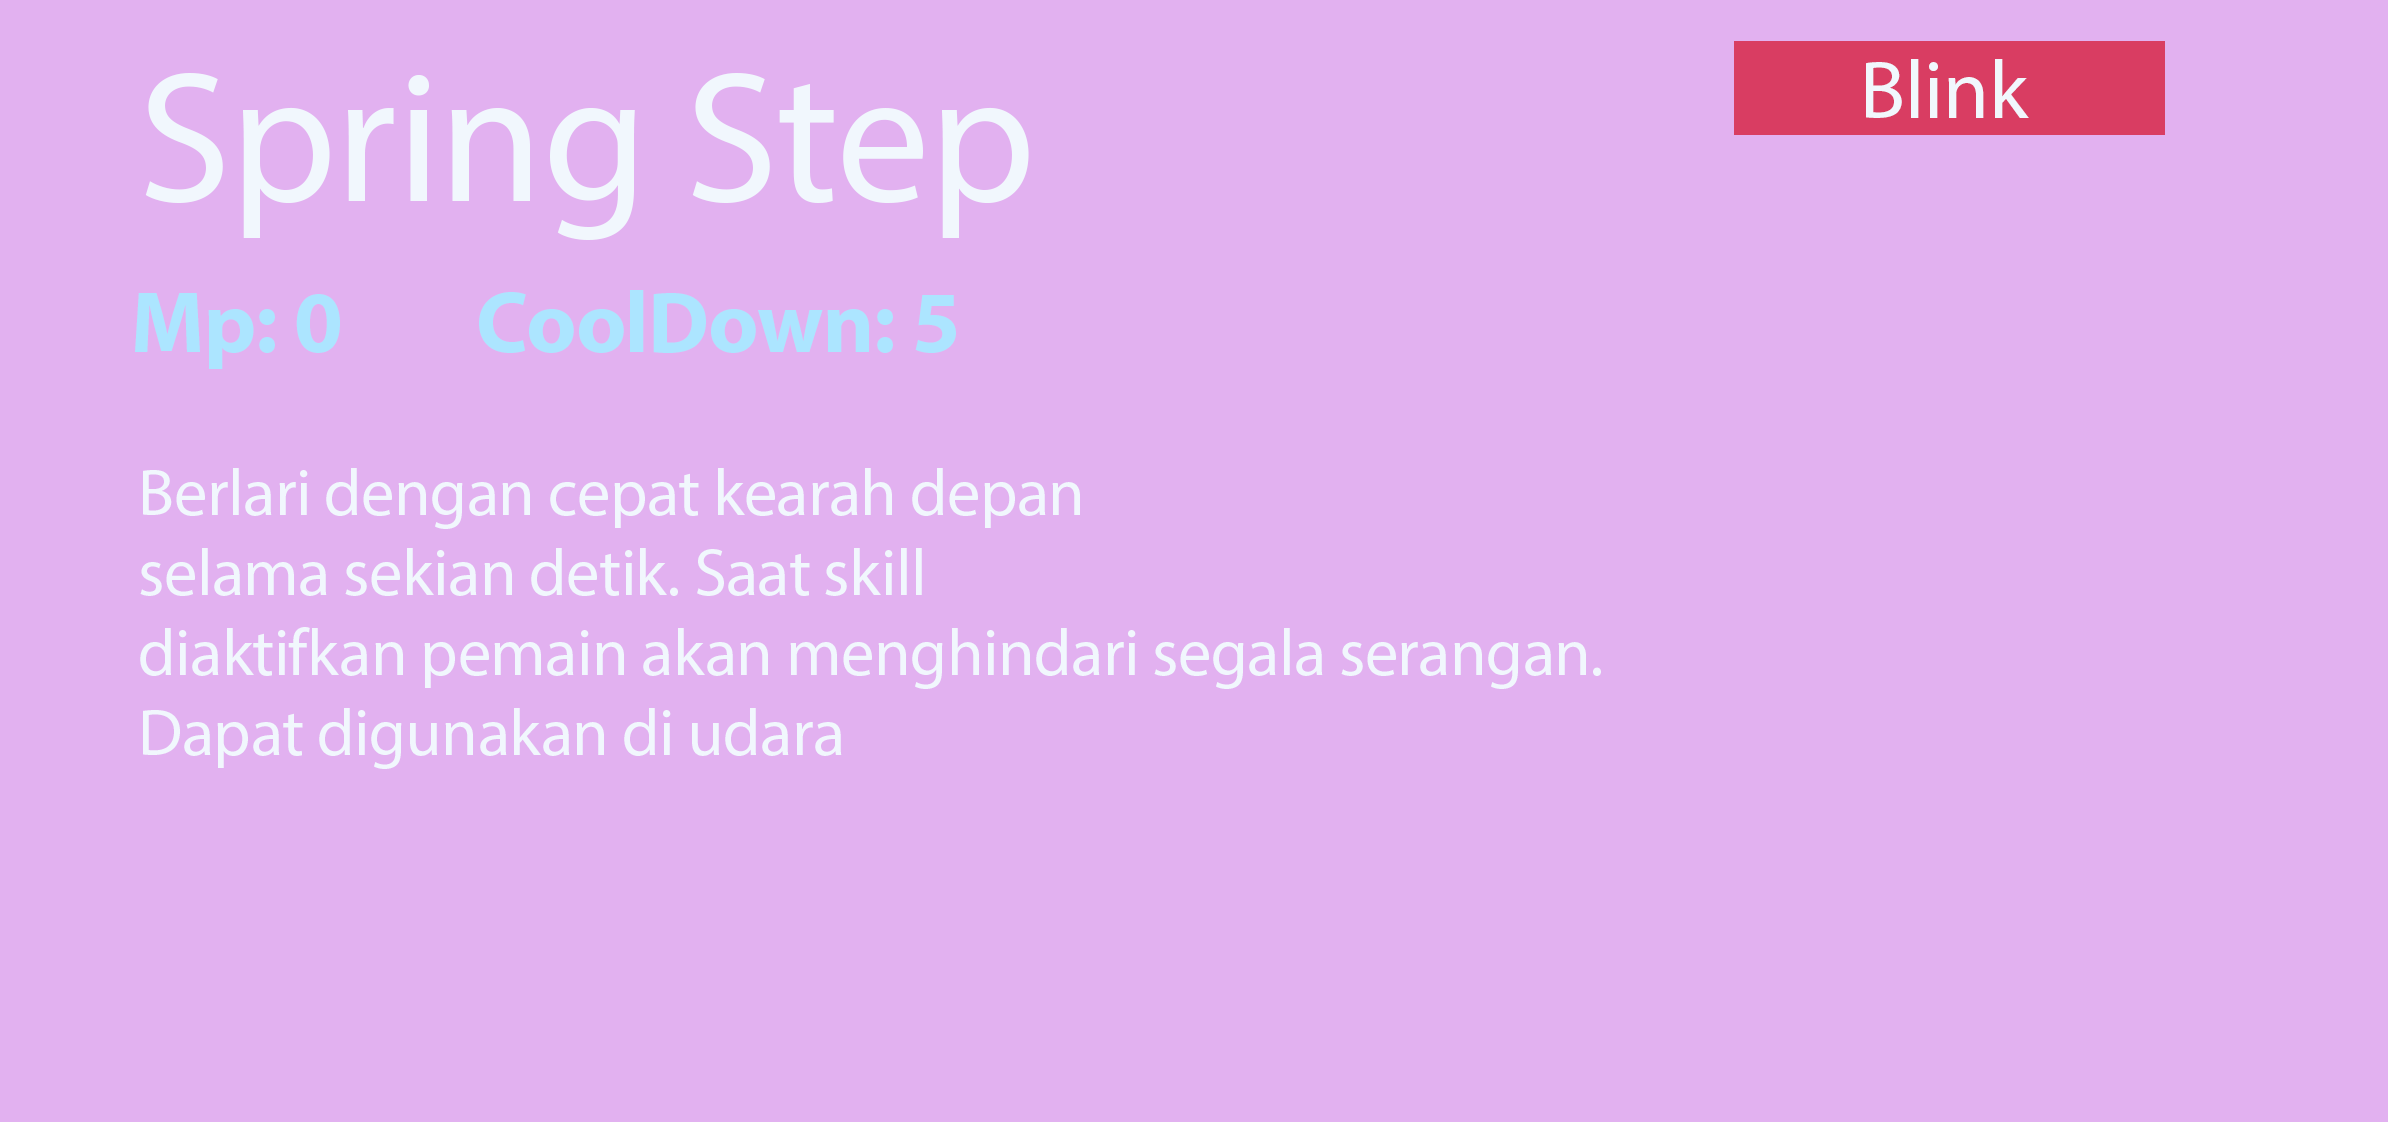 Spring Step
Blink
Mp: 0 CoolDown: 5
Berlari dengan cepat kearah depan
selama sekian detik. Saat skill
diaktifkan pemain akan menghindari segala serangan.
Dapat digunakan di udara